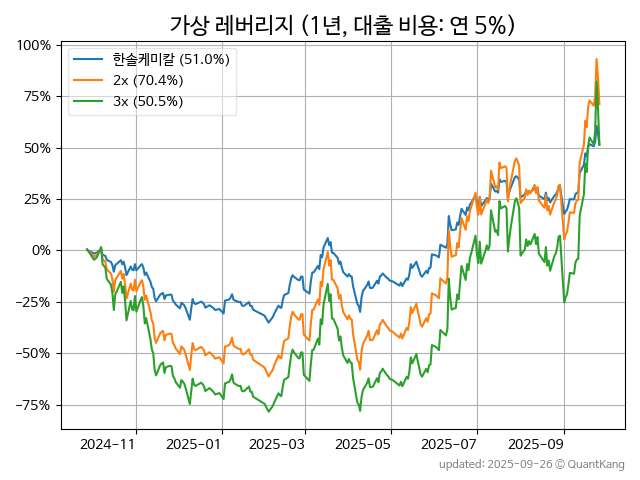 가상 레버리지 (1년, 대출 비용: 연 5%)
100%
75%
50%
25%
0%
−25%
−50%
−75%
한솔케미칼 (51.0%)
2x (70.4%)
3x (50.5%)
2024-11
2025-01
2025-03
2025-05
2025-07
2025-09
updated: 2025-09-26 © QuantKang